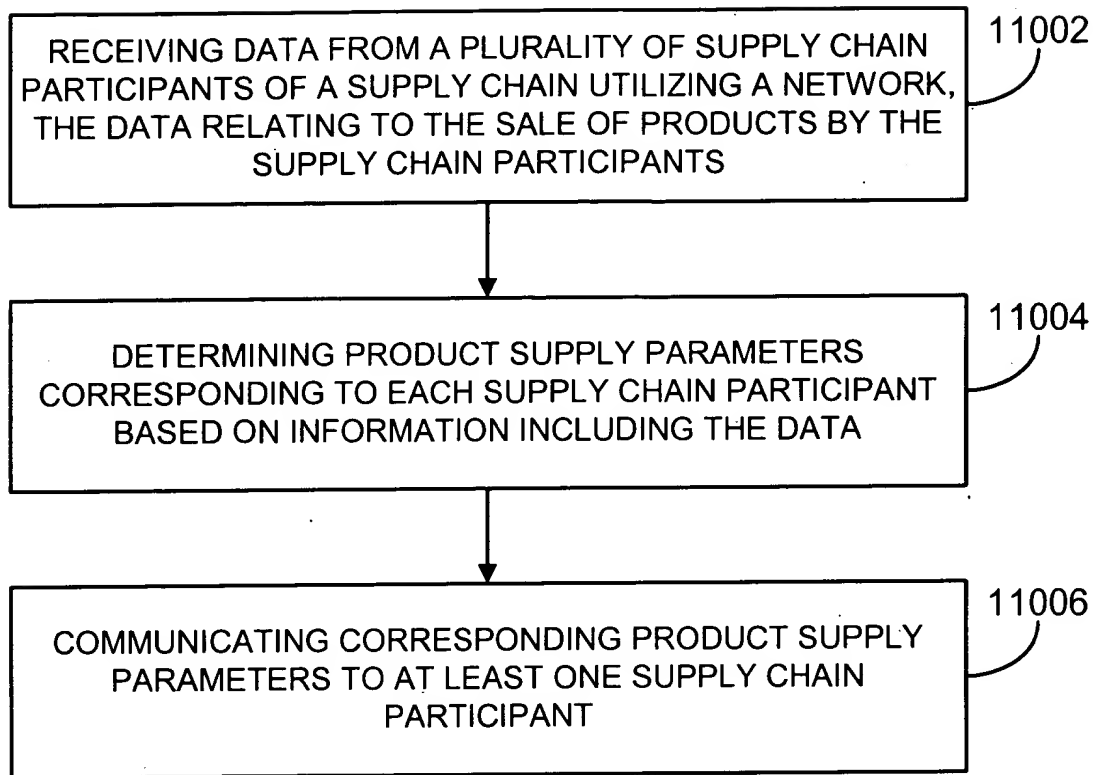 RECEIVING DATA FROM A PLURALITY OF SUPPLY CHAIN
PARTICIPANTS OF A SUPPLY CHAIN UTILIZING A NETWORK,
THE DATA RELATING TO THE SALE OF PRODUCTS BY THE
SUPPLY CHAIN PARTICIPANTS
11002
DETERMINING PRODUCT SUPPLY PARAMETERS
CORRESPONDING TO EACH SUPPLY CHAIN PARTICIPANT
BASED ON INFORMATION INCLUDING THE DATA
11004
COMMUNICATING CORRESPONDING PRODUCT SUPPLY
PARAMETERS TO AT LEAST ONE SUPPLY CHAIN
PARTICIPANT
11006